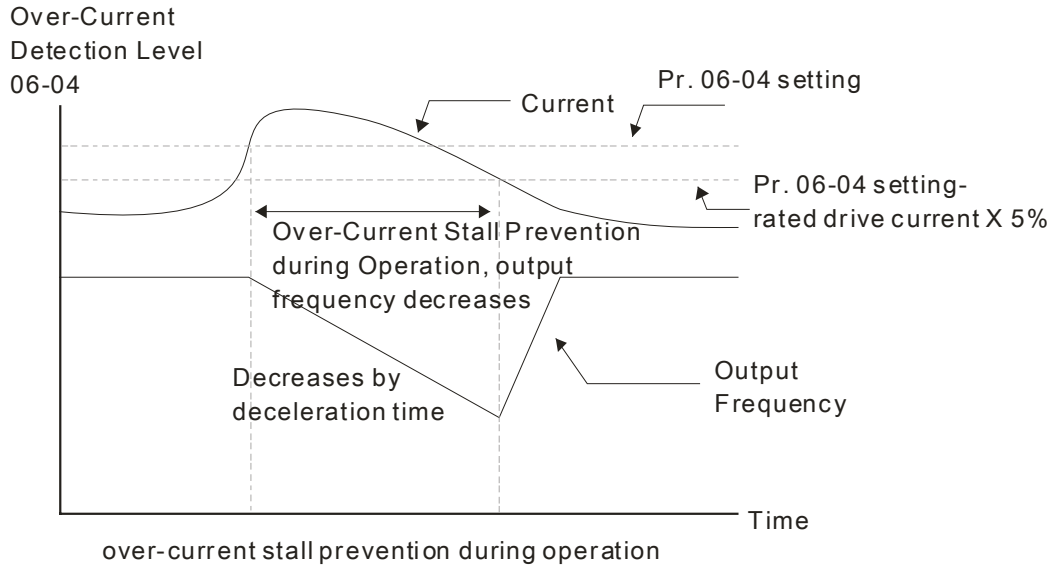 Over-Current
Detection Level
06-04
Pr. 06-04 setting
Current
Pr. 06-04 setting-
rated drive current X 5%
Over-Current Stall Prevention
during Operation, output
frequency decreases
Decreases by
deceleration time
Output
Frequency
Time
over-current stall prevention during operation